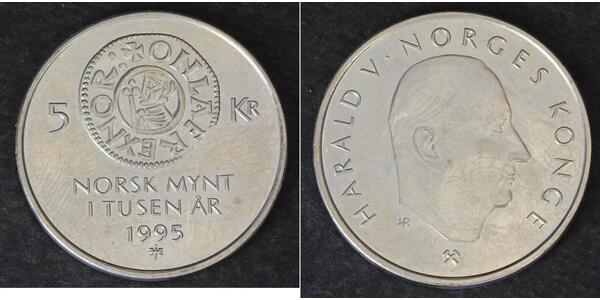 5 KR
ONLAF REX NOR
NORSK MYNT
I TUSEN ÅR
1995
HARALD V · NORGES KONGE